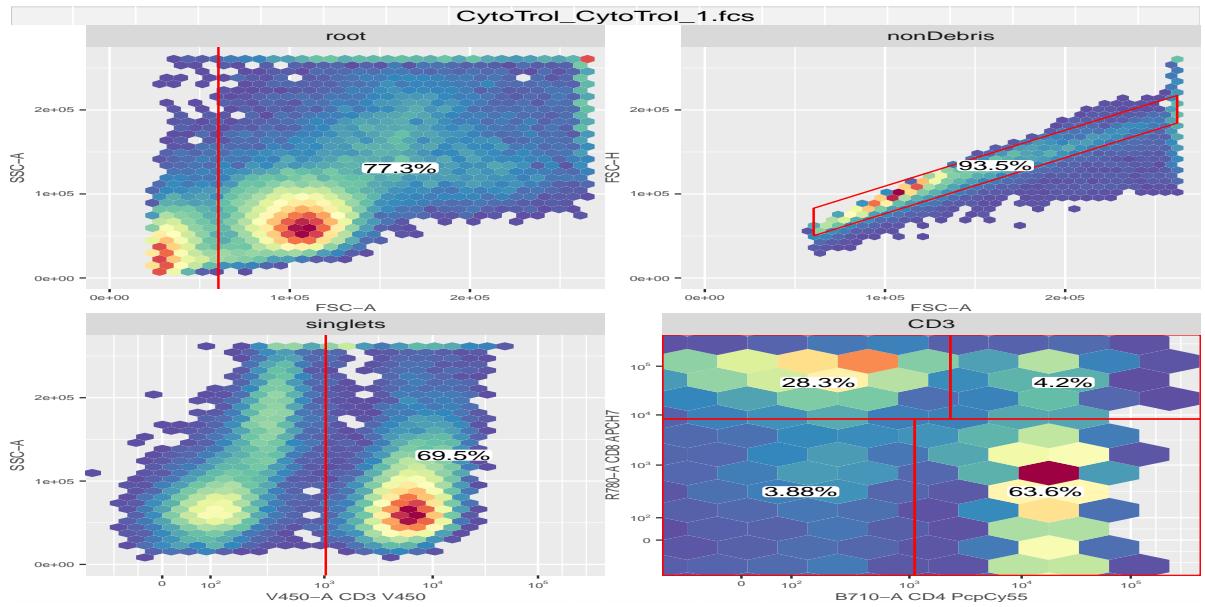 CytoTrol_CytoTrol_1.fcs
root
nonDebris
SSC−A
2e+05
1e+05
0e+00
77.3%
0e+00
1e+05
2e+05
FSC−A
FSC−H
2e+05
1e+05
0e+00
93.5%
0e+00
1e+05
2e+05
FSC−A
singlets
CD3
SSC−A
2e+05
1e+05
0e+00
69.5%
0
10²
10³
10⁴
10⁵
V450−A CD3 V450
R780−A CD8 APCH7
10⁵
10⁴
10³
10²
0
28.3%
4.2%
3.88%
63.6%
0
10²
10³
10⁴
10⁵
B710−A CD4 PcpCy55